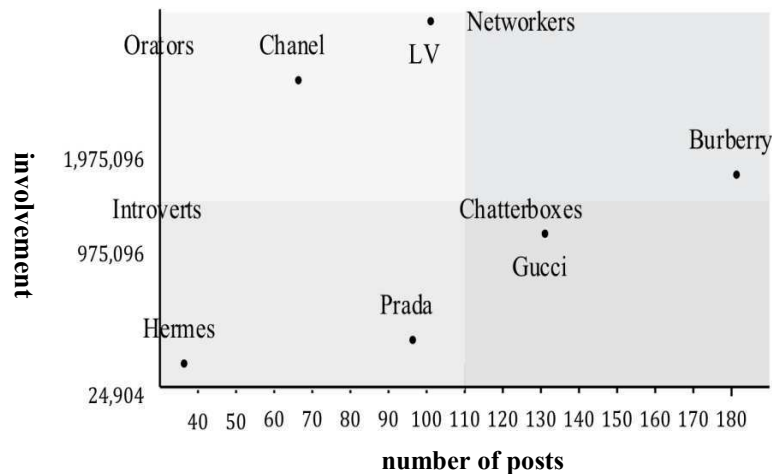 Networkers
Orators
Chanel
LV
Burberry
1,975,096
Introverts
Chatterboxes
975,096
Gucci
Prada
Hermes
24,904
involvement
40 50 60 70 80 90 100 110 120 130 140 150 160 170 180
number of posts